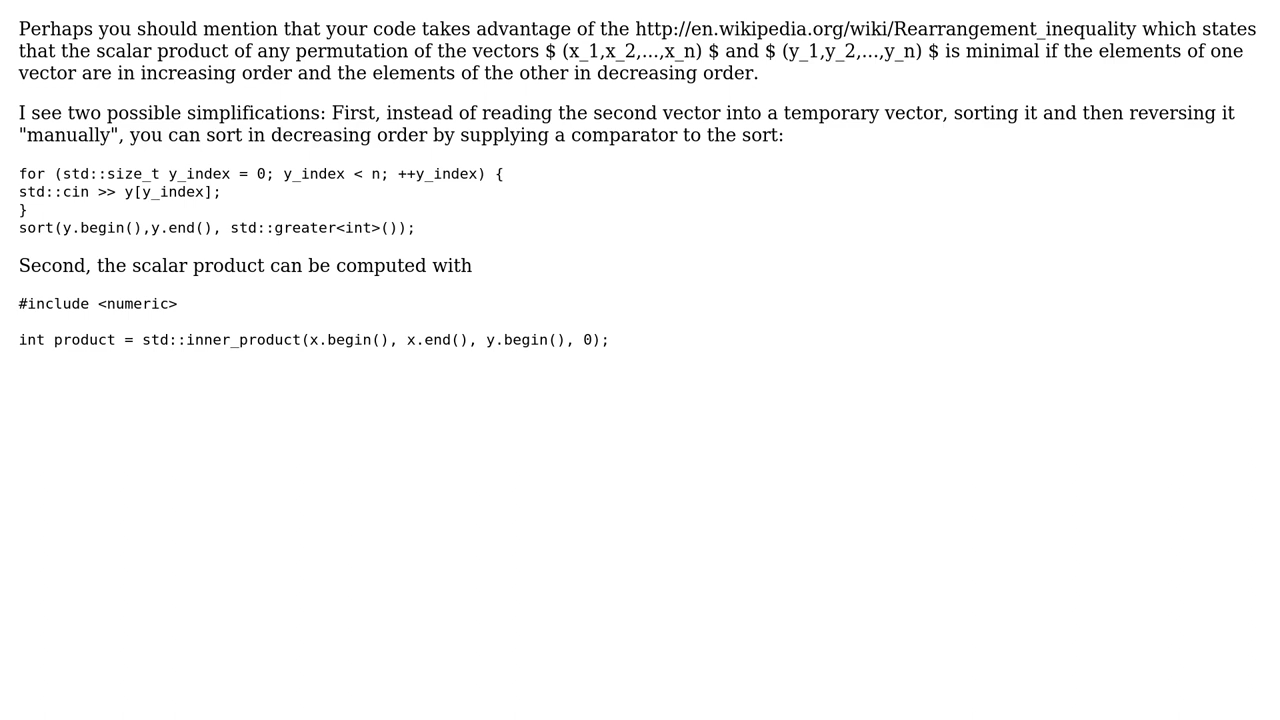 Perhaps you should mention that your code takes advantage of the http://en.wikipedia.org/wiki/Rearrangement_inequality which states
that the scalar product of any permutation of the vectors $ (x_1,x_2,...,x_n) $ and $ (y_1,y_2,...,y_n) $ is minimal if the elements of one
vector are in increasing order and the elements of the other in decreasing order.
I see two possible simplifications: First, instead of reading the second vector into a temporary vector, sorting it and then reversing it
"manually", you can sort in decreasing order by supplying a comparator to the sort:
for (std::size_t y_index = 0; y_index < n; ++y_index) {
std::cin >> y[y_index];
}
sort(y.begin(),y.end(), std::greater<int>());
Second, the scalar product can be computed with
#include <numeric>
int product = std::inner_product(x.begin(), x.end(), y.begin(), 0);